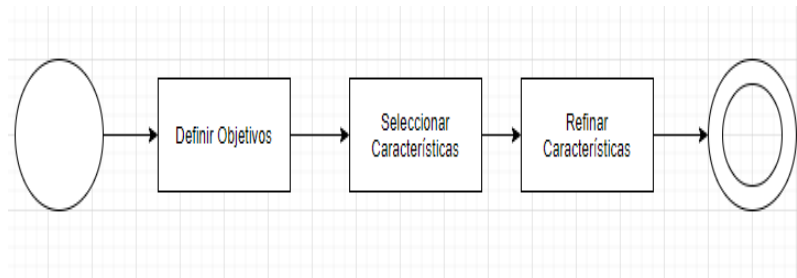 Definir Objetivos
Seleccionar
Características
Refinar
Características